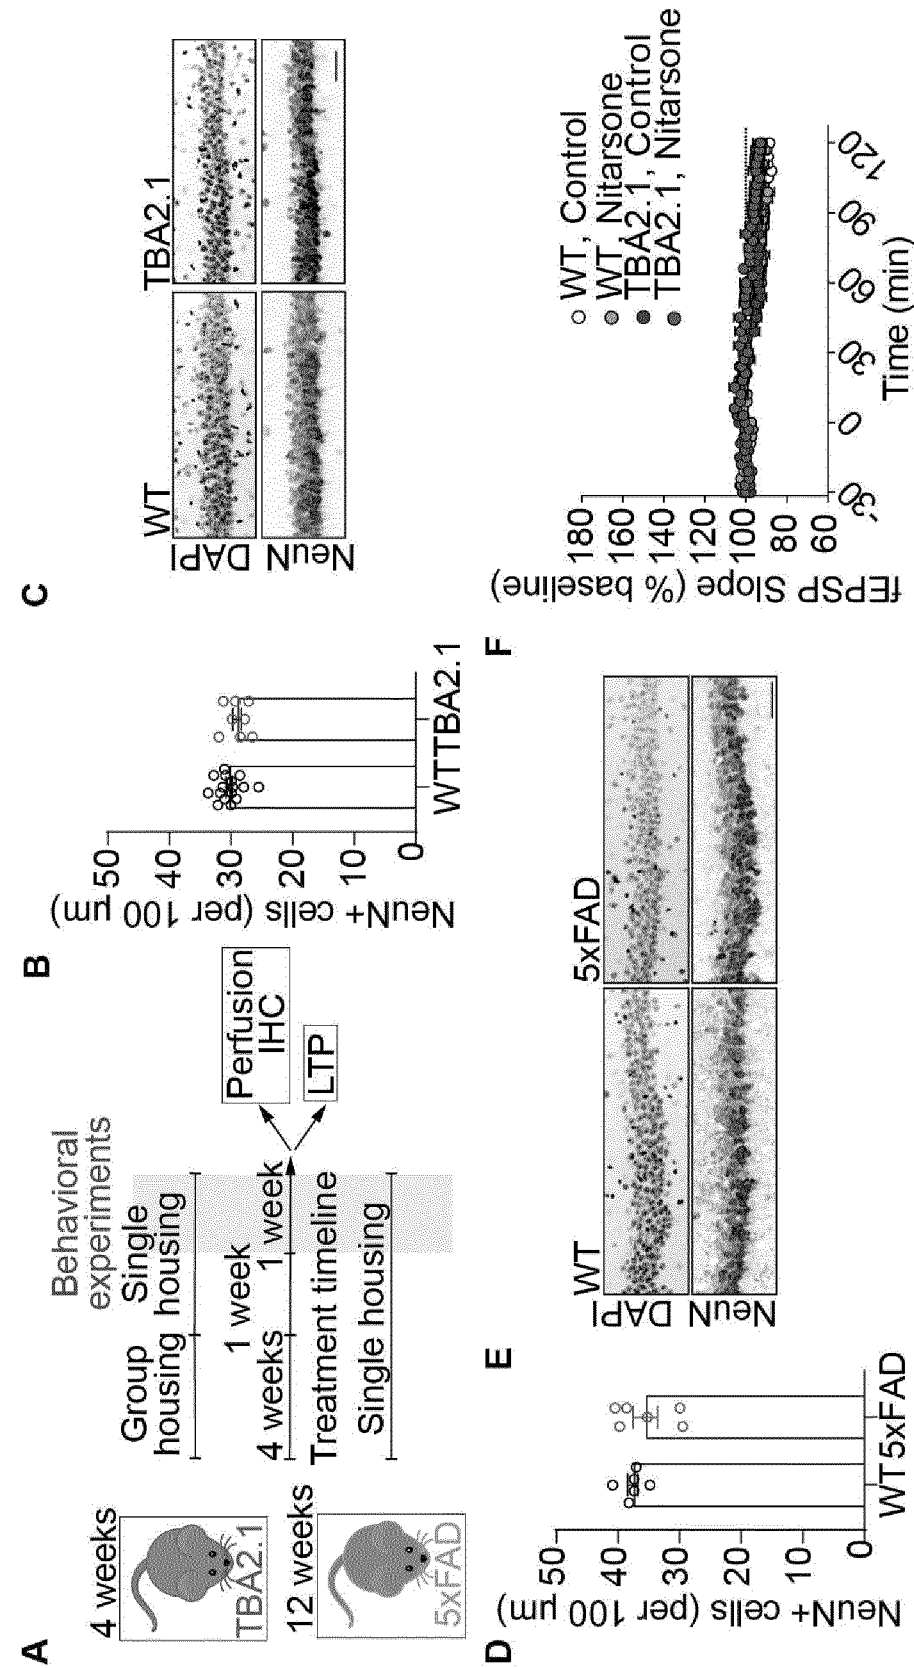 A
4 weeks
TBA2.1
12 weeks
5xFAD
Behavioral
experiments
Group
housing
Single
housing
1 week
4 weeks
1 week
Treatment timeline
Single housing
Perfusion
IHC
LTP
B
NeuN+ cells (per 100 µm)
50
40
30
20
10
0
WT
TBA2.1
C
WT
TBA2.1
DAPI
NeuN
D
NeuN+ cells (per 100 µm)
50
40
30
20
10
0
WT
5xFAD
E
WT
5xFAD
DAPI
NeuN
F
fEPSP Slope (% baseline)
180
160
140
120
100
80
60
-30
0
30
60
90
120
Time (min)
WT, Control
WT, Nitarsone
TBA2.1, Control
TBA2.1, Nitarsone